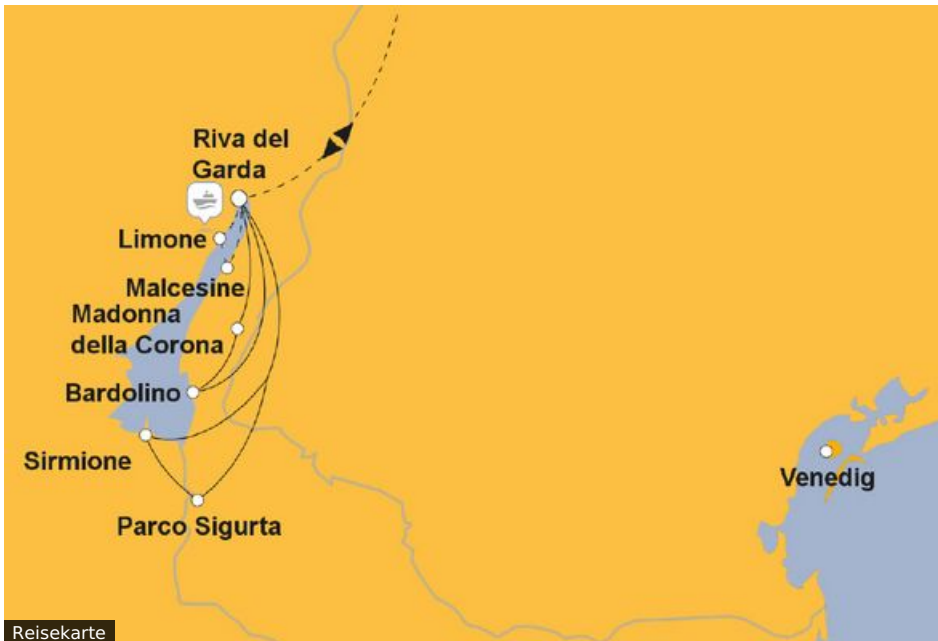 Riva del
Garda
Limone
Malcesine
Madonna
della Corona
Bardolino
Sirmione
Venedig
Parco Sigurta
Reisekarte